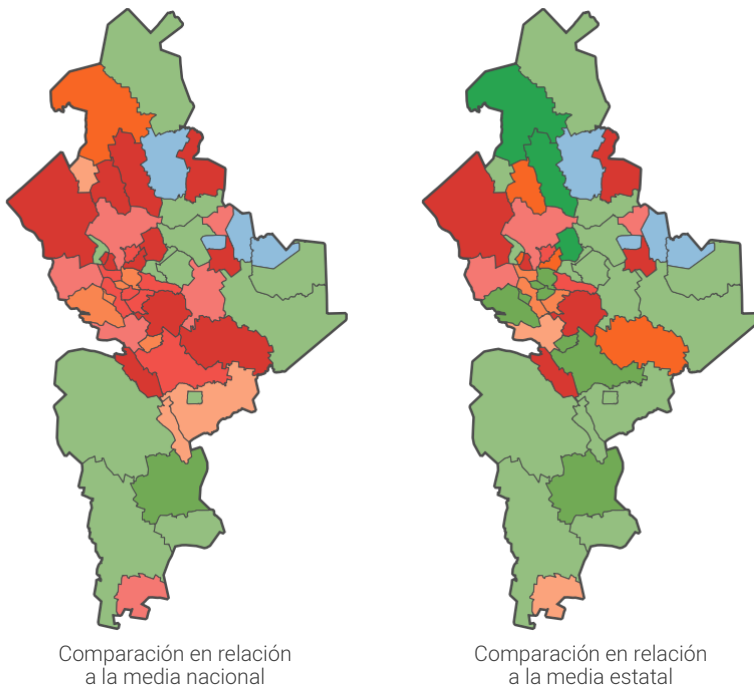 Comparación en relación
a la media nacional
Comparación en relación
a la media estatal